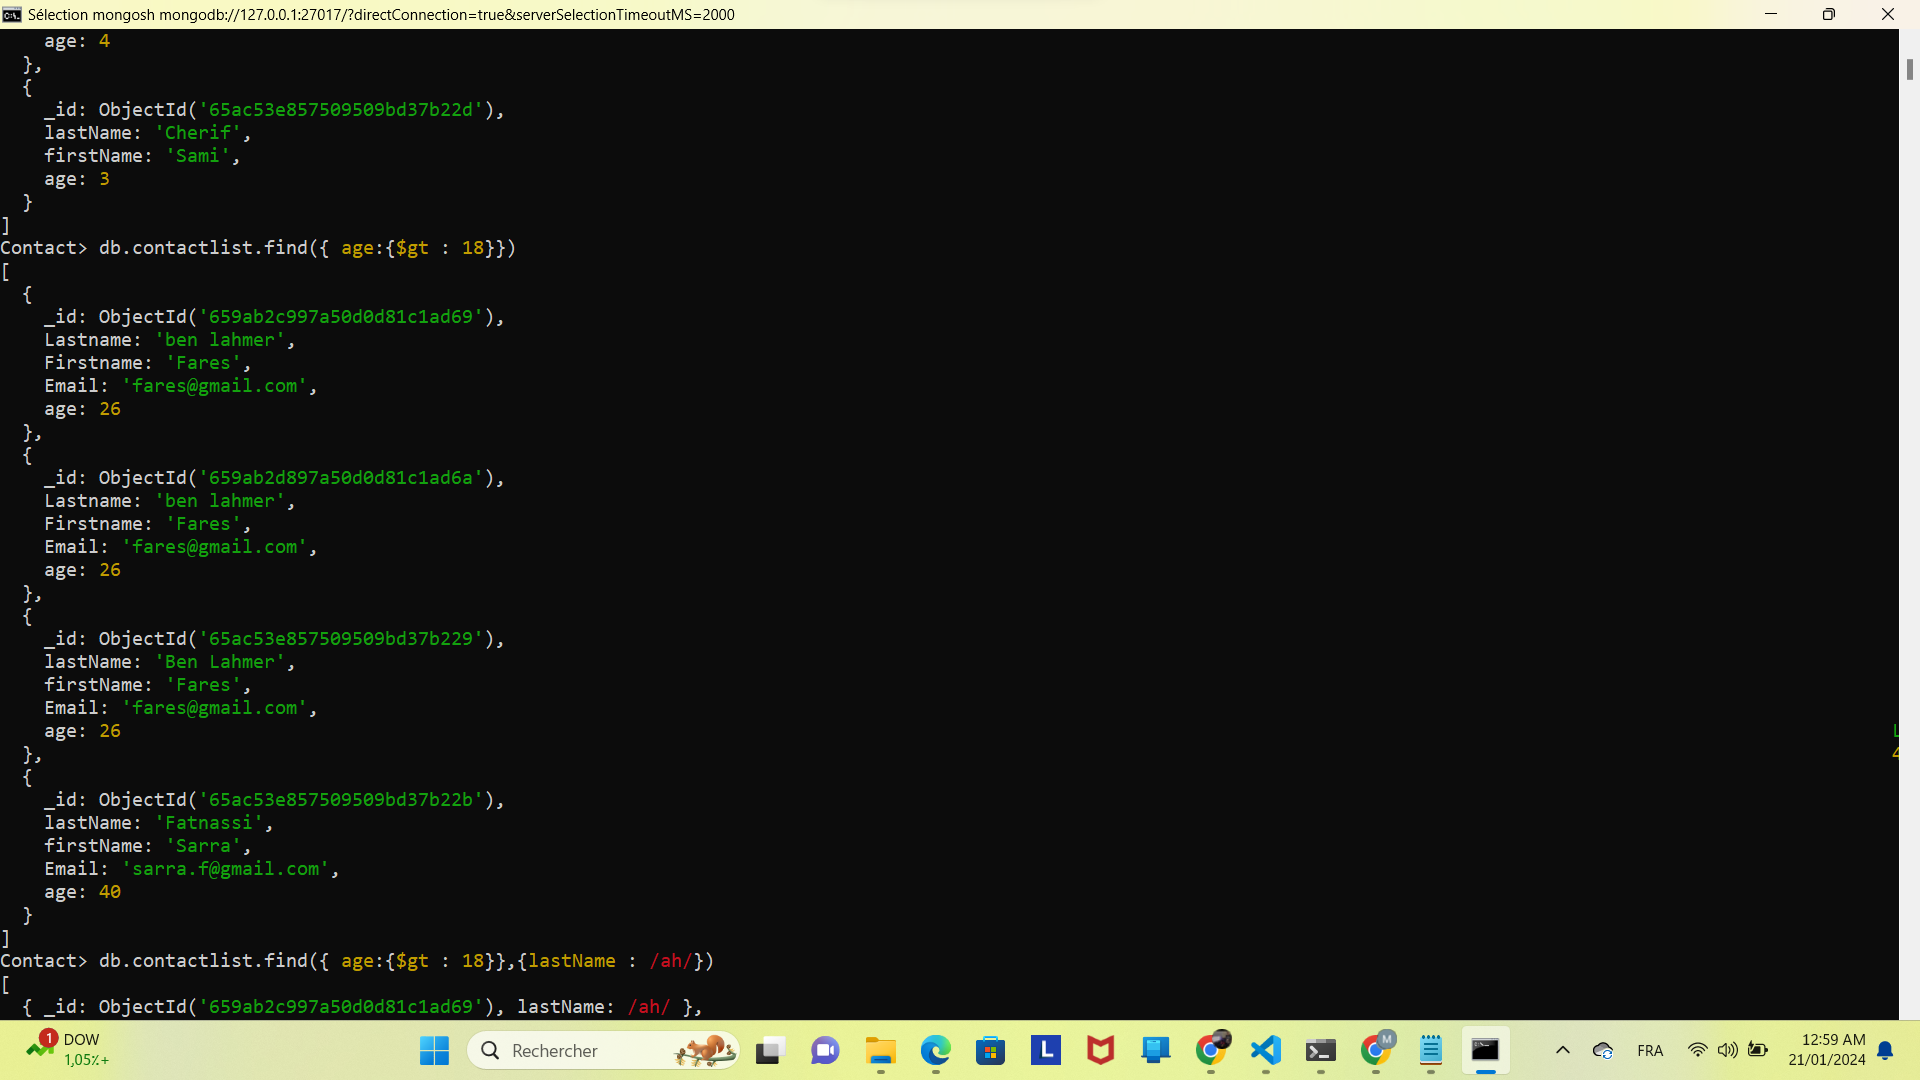 Sélection mongosh mongodb://127.0.0.1:27017/?directConnection=true&serverSelectionTimeoutMS=2000
    age: 4
  },
  {
    _id: ObjectId('65ac53e857509509bd37b22d'),
    lastName: 'Cherif',
    firstName: 'Sami',
    age: 3
  }
]
Contact> db.contactlist.find({ age:{$gt : 18}})
[
  {
    _id: ObjectId('659ab2c997a50d0d81c1ad69'),
    Lastname: 'ben lahmer',
    Firstname: 'Fares',
    Email: 'fares@gmail.com',
    age: 26
  },
  {
    _id: ObjectId('659ab2d897a50d0d81c1ad6a'),
    Lastname: 'ben lahmer',
    Firstname: 'Fares',
    Email: 'fares@gmail.com',
    age: 26
  },
  {
    _id: ObjectId('65ac53e857509509bd37b229'),
    lastName: 'Ben Lahmer',
    firstName: 'Fares',
    Email: 'fares@gmail.com',
    age: 26
  },
  {
    _id: ObjectId('65ac53e857509509bd37b22b'),
    lastName: 'Fatnassi',
    firstName: 'Sarra',
    Email: 'sarra.f@gmail.com',
    age: 40
  }
]
Contact> db.contactlist.find({ age:{$gt : 18}},{lastName : /ah/})
[
  { _id: ObjectId('659ab2c997a50d0d81c1ad69'), lastName: /ah/ },
1
DOW
1,05%+
Rechercher
L
M
FRA
12:59 AM
21/01/2024